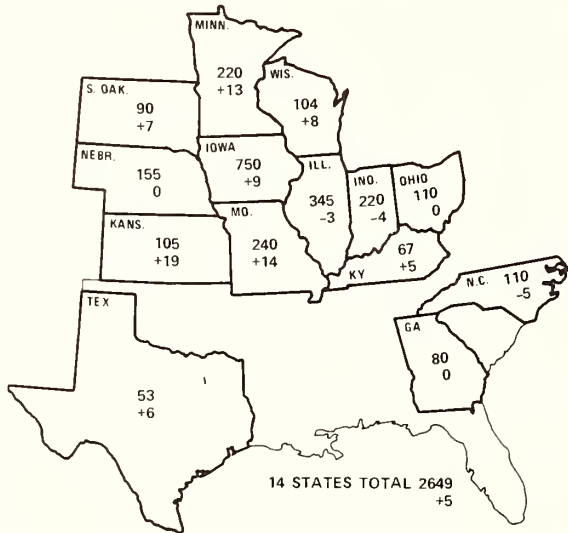 MINN.
220
+13
WIS.
104
+8
S. OAK.
90
+7
NEBR.
155
0
IOWA
750
+9
ILL.
345
-3
INO.
220
-4
OHIO
110
0
KANS.
105
+19
MO.
240
+14
67
+5
KY
N.C. 110
-5
TEX
53
+6
GA
80
0
14 STATES TOTAL 2649
+5